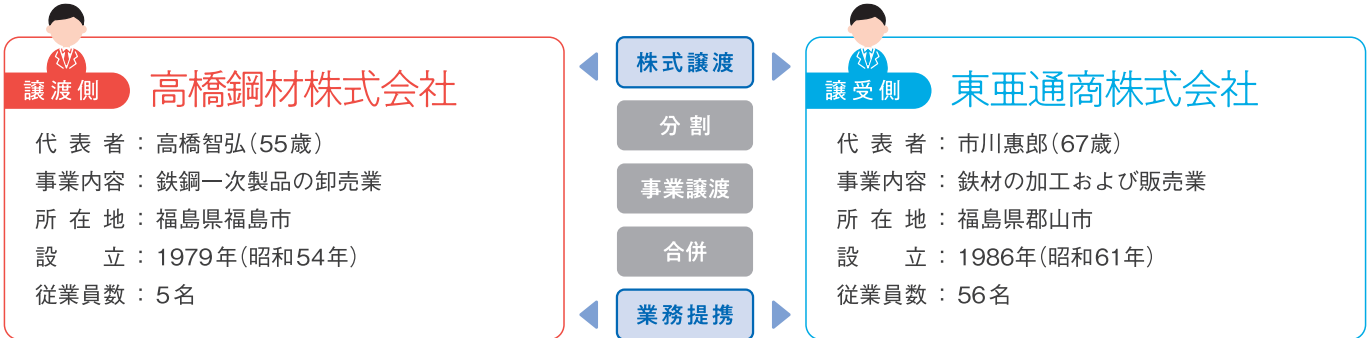 譲渡側
高橋鋼材株式会社
代表者：高橋智弘（55歳）
事業内容：鉄鋼一次製品の卸売業
所在地：福島県福島市
設立：1979年（昭和54年）
従業員数：5名
株式譲渡
分割
事業譲渡
合併
業務提携
譲受側
東亜通商株式会社
代表者：市川惠郎（67歳）
事業内容：鉄材の加工および販売業
所在地：福島県郡山市
設立：1986年（昭和61年）
従業員数：56名